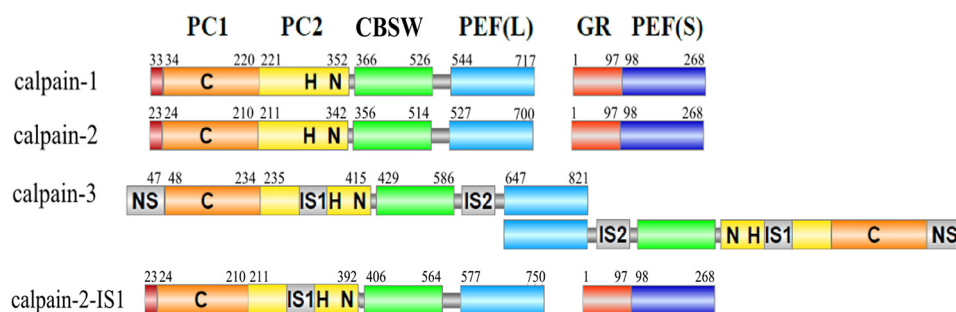 PC1 PC2 CBSW PEF(L) GR PEF(S)
33 34 220 221 352 366 526 544 717 1 97 98 268
calpain-1 C H N
23 24 210 211 342 356 514 527 700 1 97 98 268
calpain-2 C H N
47 48 234 235 415 429 586 647 821
calpain-3 NS C IS1 H N IS2
IS2 N H IS1 C NS
23 24 210 211 392 406 564 577 750 1 97 98 268
calpain-2-IS1 C IS1 H N